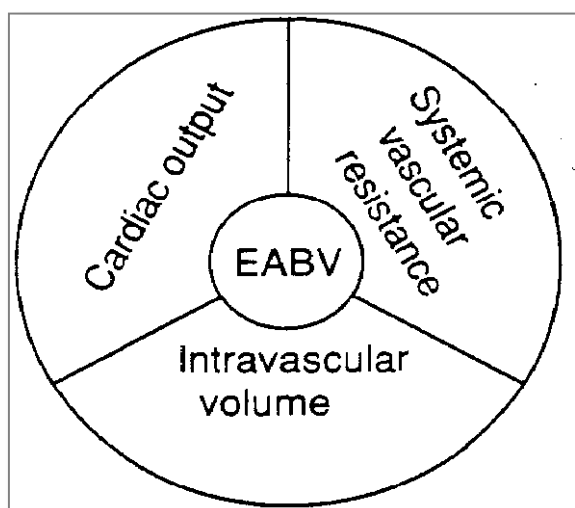 Cardiac output
Systemic
vascular
resistance
EABV
Intravascular
volume